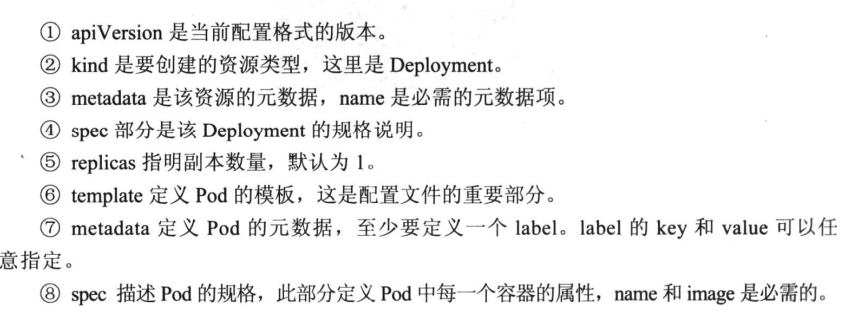 ① apiVersion 是当前配置格式的版本。
② kind 是要创建的资源类型，这里是 Deployment。
③ metadata 是该资源的元数据，name 是必需的元数据项。
④ spec 部分是该 Deployment 的规格说明。
⑤ replicas 指明副本数量，默认为 1。
⑥ template 定义 Pod 的模板，这是配置文件的重要部分。
⑦ metadata 定义 Pod 的元数据，至少要定义一个 label。label 的 key 和 value 可以任
意指定。
⑧ spec 描述 Pod 的规格，此部分定义 Pod 中每一个容器的属性，name 和 image 是必需的。